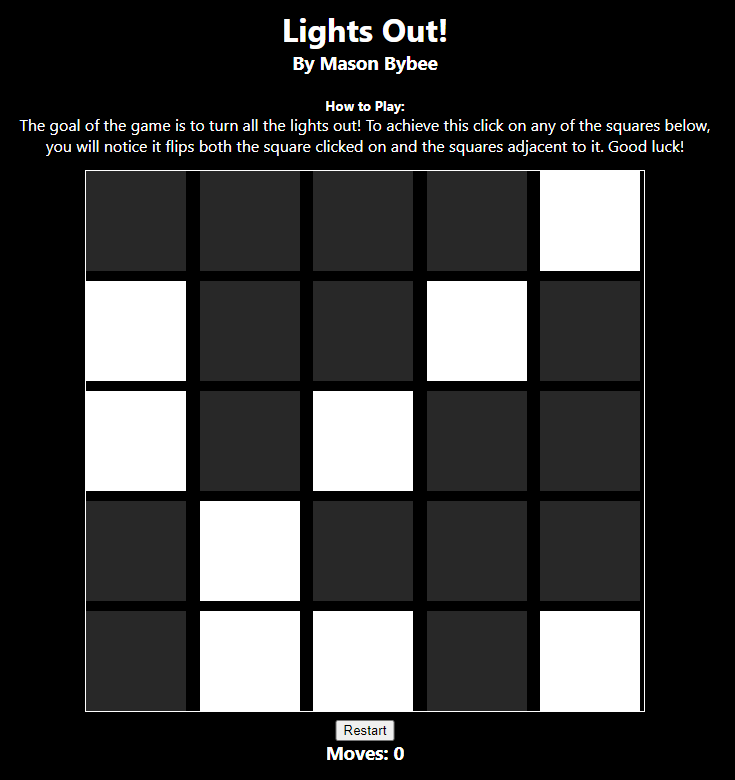 Lights Out!
By Mason Bybee
How to Play:
The goal of the game is to turn all the lights out! To achieve this click on any of the squares below,
you will notice it flips both the square clicked on and the squares adjacent to it. Good luck!
Restart
Moves: 0